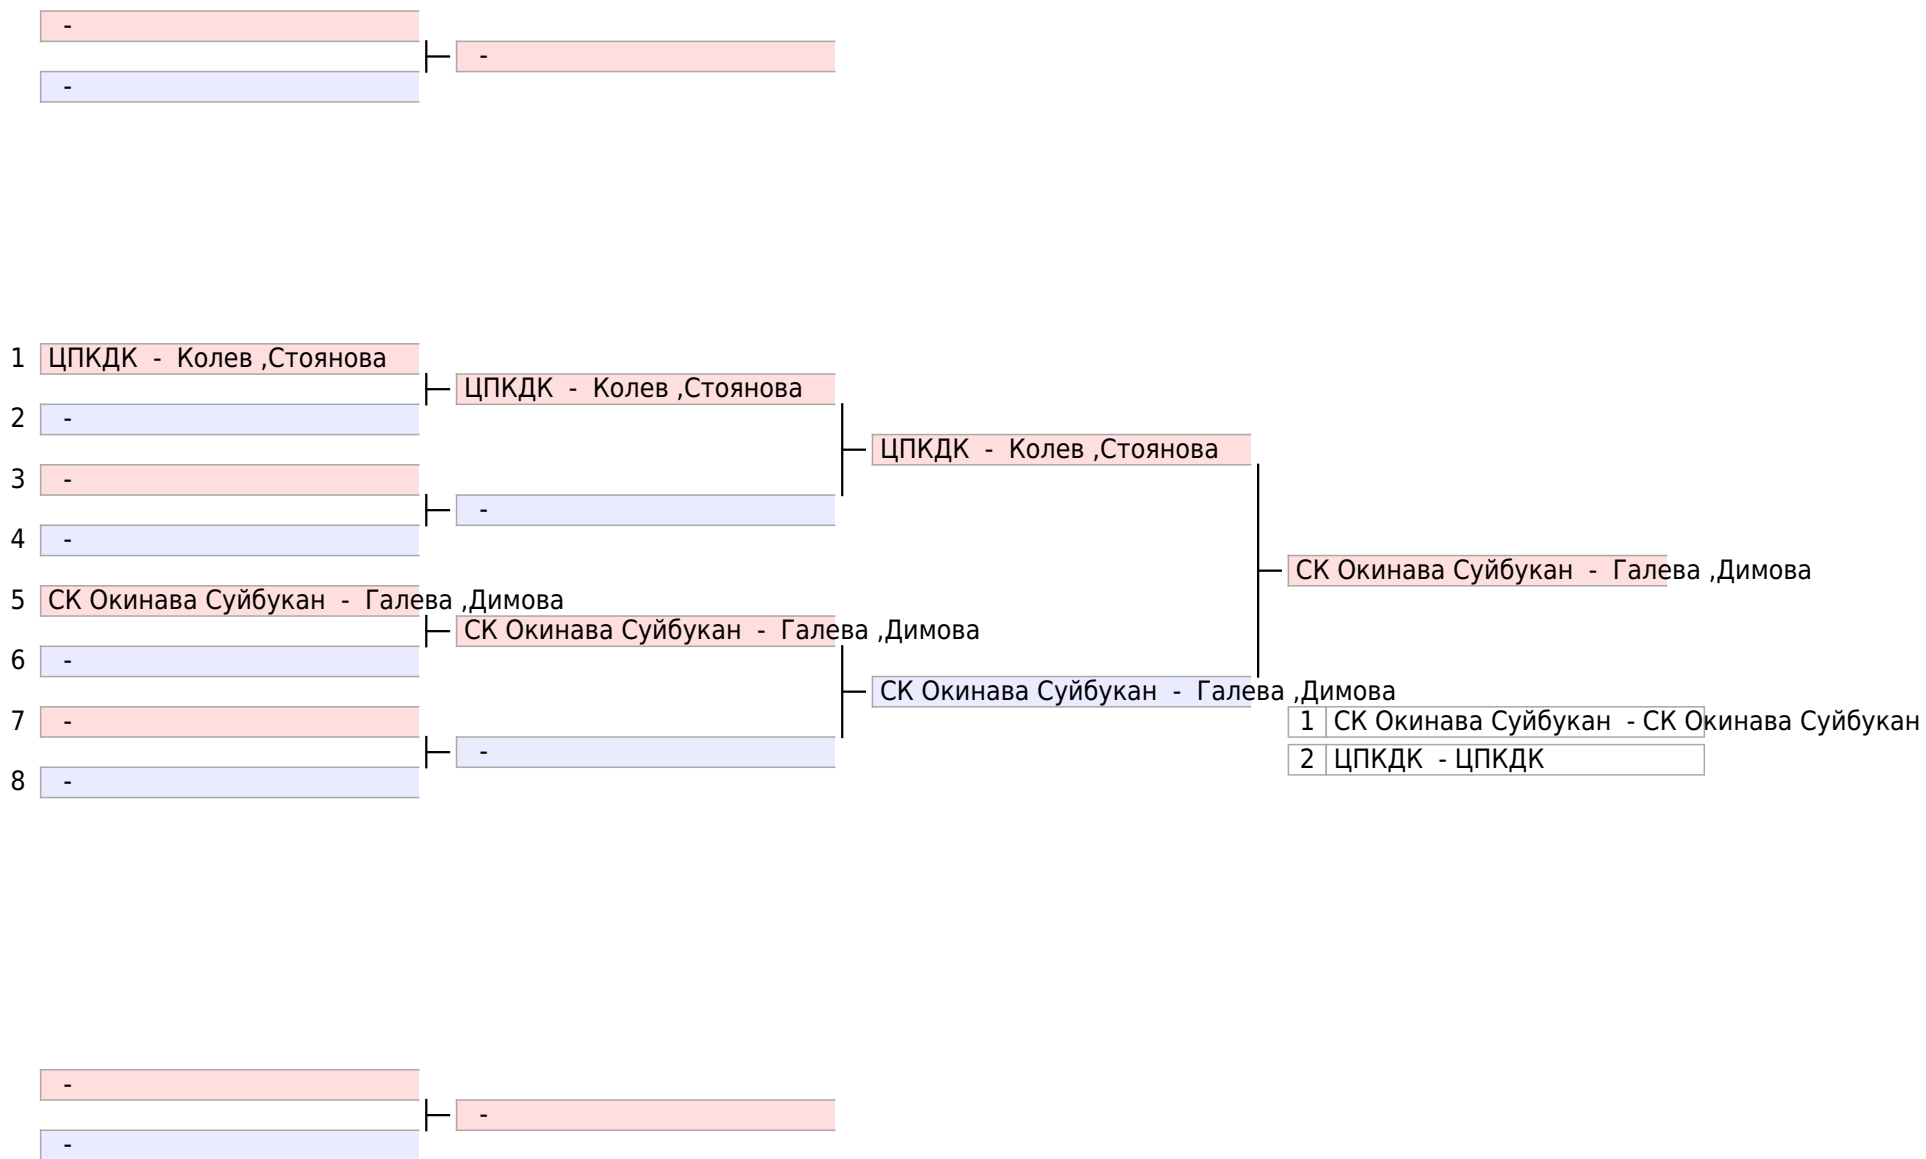 -
-
-
1 ЦПКДК - Колев ,Стоянова
ЦПКДК - Колев ,Стоянова
2 -
ЦПКДК - Колев ,Стоянова
3 -
-
4 -
СК Окинава Суйбукан - Галева ,Димова
5 СК Окинава Суйбукан - Галева ,Димова
СК Окинава Суйбукан - Галева ,Димова
6 -
СК Окинава Суйбукан - Галева ,Димова
7 -
1 СК Окинава Суйбукан - СК Окинава Суйбукан
-
2 ЦПКДК - ЦПКДК
8 -
-
-
-